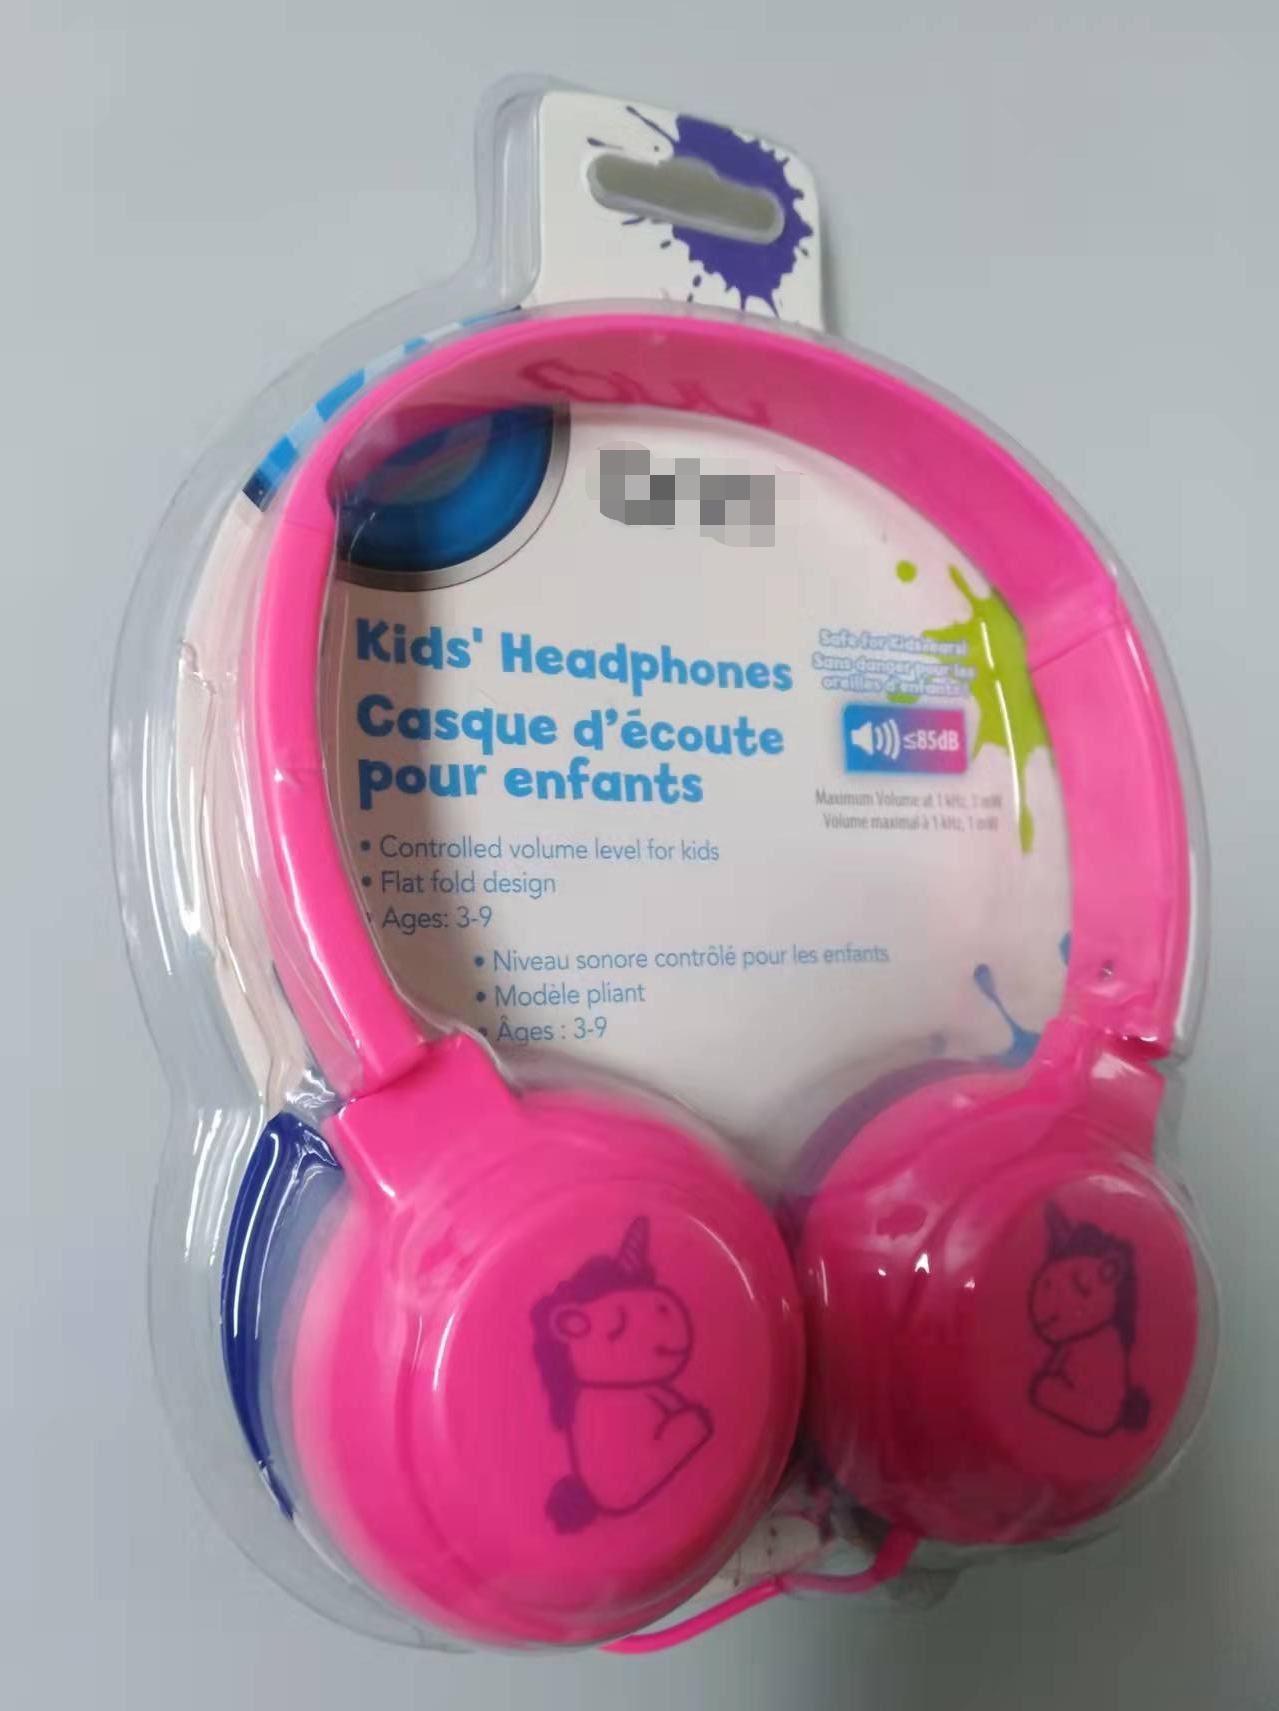 Kids' Headphones
Casque d'écoute
pour enfants
Safe for Kids' ears!
Sans danger pour les
oreilles d'enfants
≤85dB
Maximum Volume at 1 kHz, 1 mW
Volume maximal à 1 kHz, 1 mW
• Controlled volume level for kids
• Flat fold design
• Ages: 3-9
• Niveau sonore contrôlé pour les enfants
• Modèle pliant
• Âges : 3-9